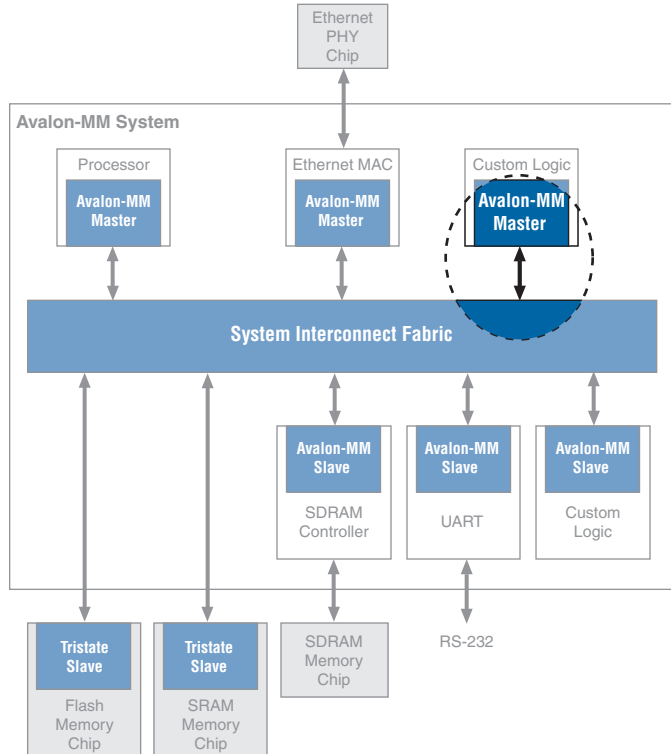 Ethernet
PHY
Chip
Avalon-MM System
Processor
Avalon-MM
Master
Ethernet MAC
Avalon-MM
Master
Custom Logic
Avalon-MM
Master
System Interconnect Fabric
Avalon-MM
Slave
SDRAM
Controller
Avalon-MM
Slave
UART
Avalon-MM
Slave
Custom
Logic
Tristate
Slave
Flash
Memory
Chip
Tristate
Slave
SRAM
Memory
Chip
SDRAM
Memory
Chip
RS-232